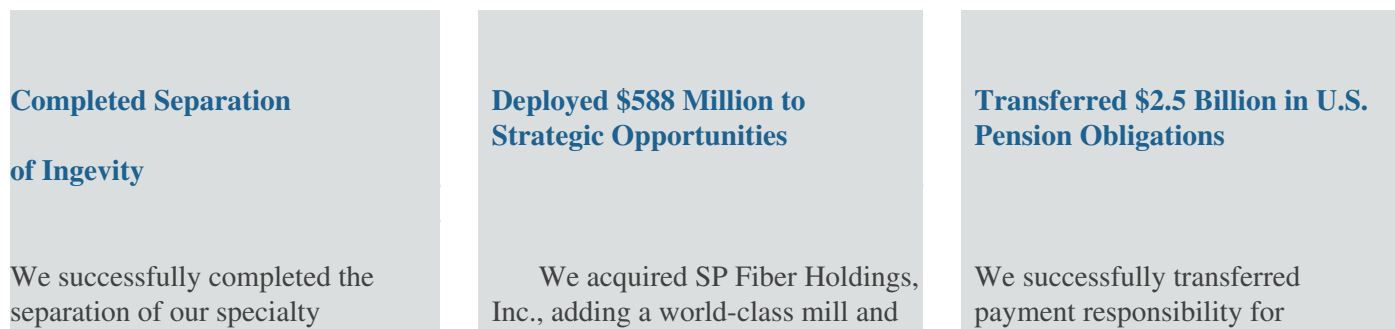 Completed Separation
of Ingevity
We successfully completed the
separation of our specialty
Deployed $588 Million to
Strategic Opportunities
We acquired SP Fiber Holdings,
Inc., adding a world-class mill and
Transferred $2.5 Billion in U.S.
Pension Obligations
We successfully transferred
payment responsibility for